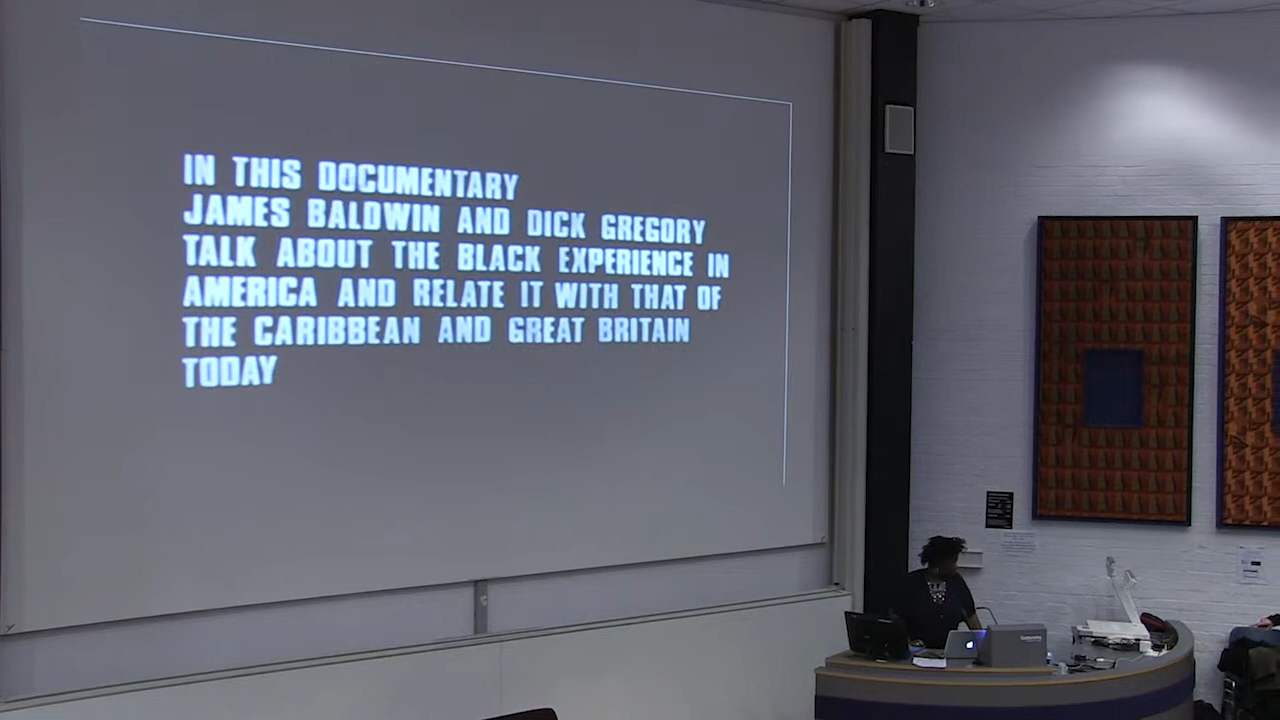 IN THIS DOCUMENTARY
JAMES BALDWIN AND DICK GREGORY
TALK ABOUT THE BLACK EXPERIENCE IN
AMERICA AND RELATE IT WITH THAT OF
THE CARIBBEAN AND GREAT BRITAIN
TODAY